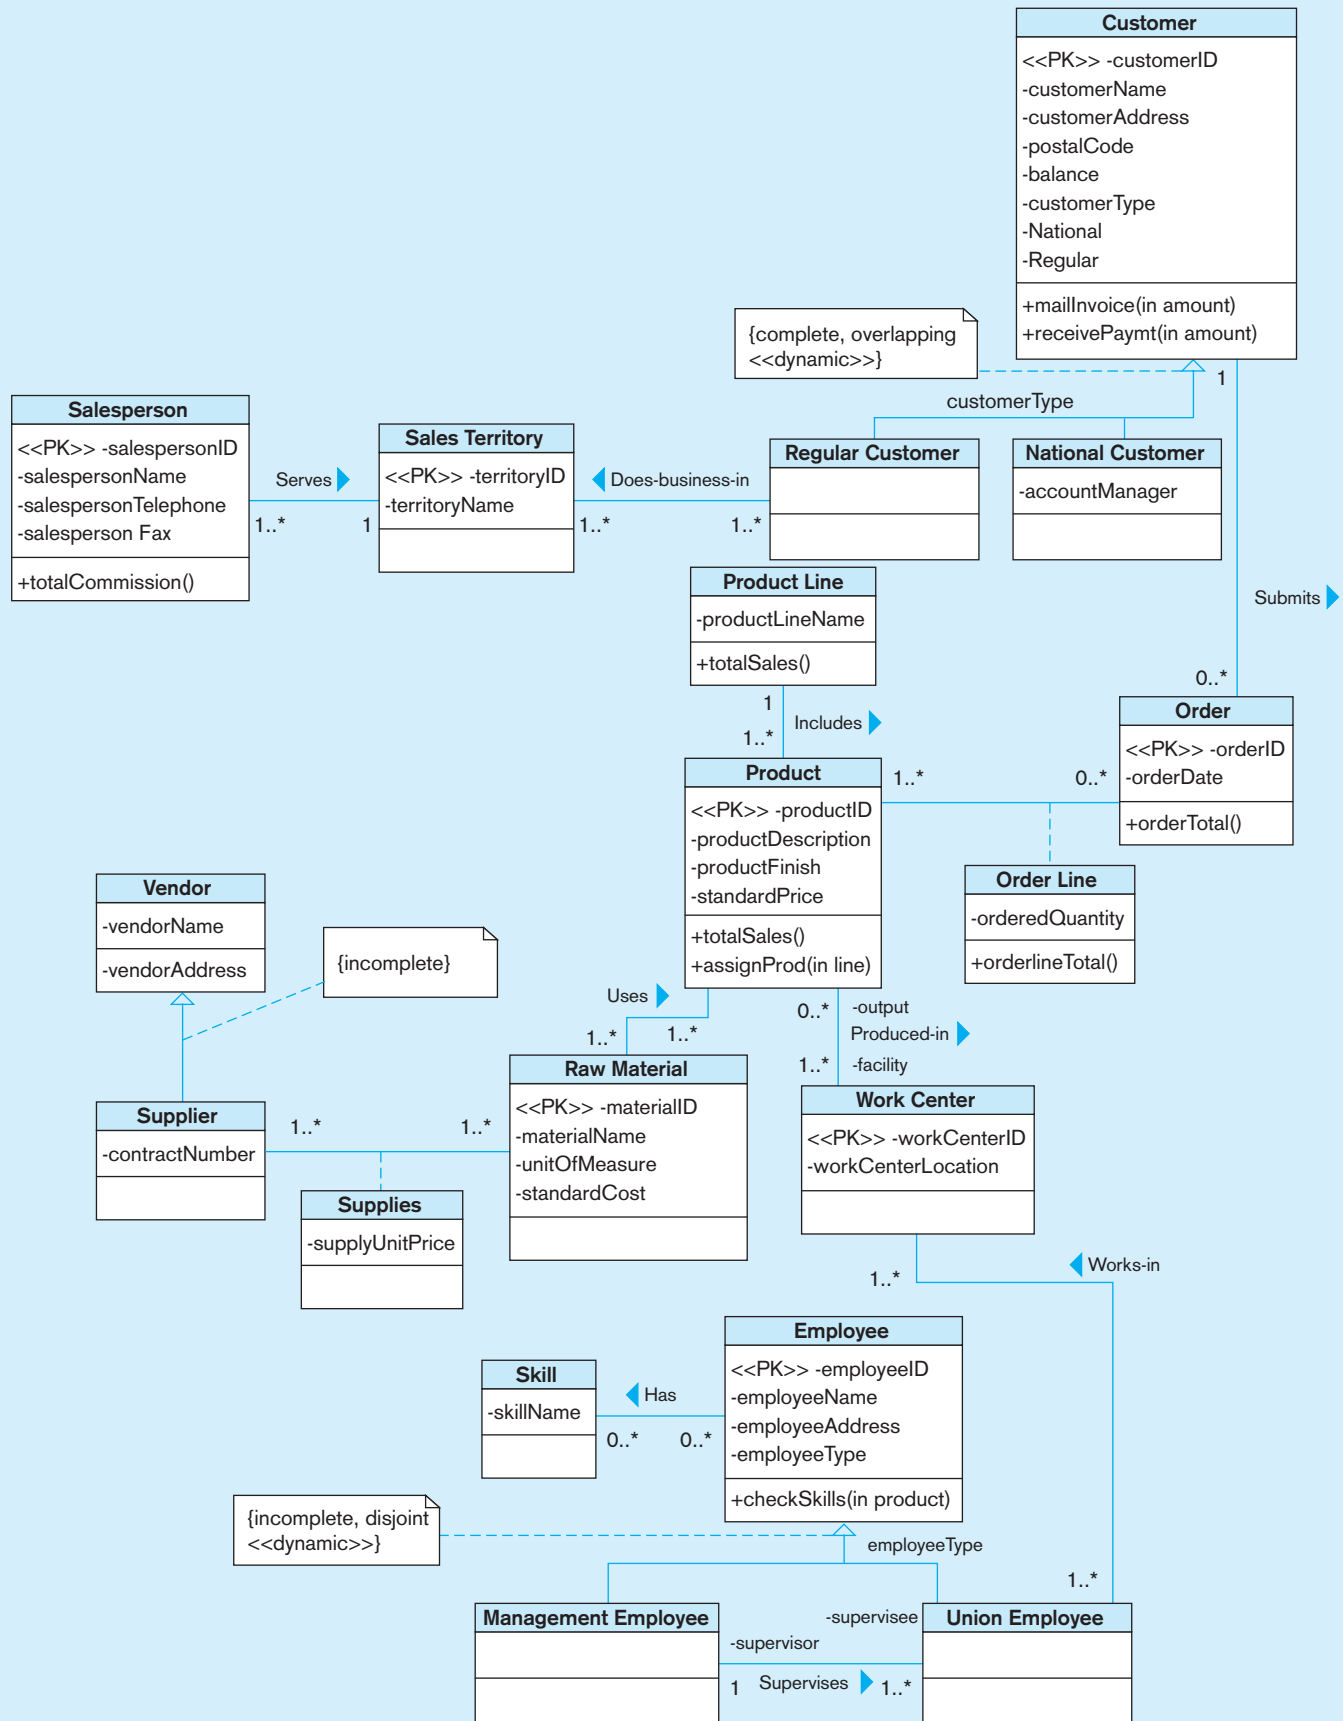 Customer
<<PK>> -customerID
-customerName
-customerAddress
-postalCode
-balance
-customerType
-National
-Regular
+mailInvoice(in amount)
+receivePaymt(in amount)
{complete, overlapping
<<dynamic>>}
1
customerType
Salesperson
<<PK>> -salespersonID
-salespersonName
-salespersonTelephone
-salesperson Fax
+totalCommission()
Serves
1..*
1
Sales Territory
<<PK>> -territoryID
-territoryName
Does-business-in
1..*
1..*
Regular Customer
National Customer
-accountManager
Submits
0..*
Product Line
-productLineName
+totalSales()
1
Includes
1..*
Order
<<PK>> -orderID
-orderDate
+orderTotal()
Product
<<PK>> -productID
-productDescription
-productFinish
-standardPrice
+totalSales()
+assignProd(in line)
1..*
0..*
Order Line
-orderedQuantity
+orderlineTotal()
Vendor
-vendorName
-vendorAddress
{incomplete}
Uses
1..*
1..*
0..*
-output
Produced-in
1..*
-facility
Raw Material
<<PK>> -materialID
-materialName
-unitOfMeasure
-standardCost
Work Center
<<PK>> -workCenterID
-workCenterLocation
Supplier
-contractNumber
1..*
1..*
Supplies
-supplyUnitPrice
1..*
Works-in
Employee
<<PK>> -employeeID
-employeeName
-employeeAddress
-employeeType
+checkSkills(in product)
Skill
-skillName
Has
0..*
0..*
{incomplete, disjoint
<<dynamic>>}
employeeType
1..*
Management Employee
-supervisee
-supervisor
1
Supervises
1..*
Union Employee